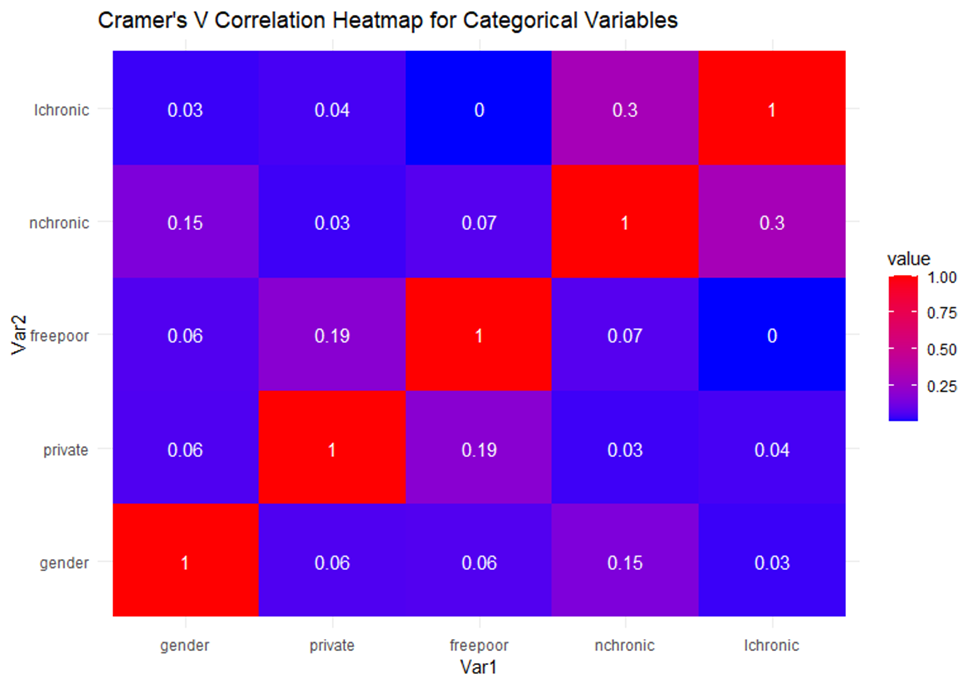 Cramer's V Correlation Heatmap for Categorical Variables
lchronic 0.03 0.04 0 0.3 1
nchronic 0.15 0.03 0.07 1 0.3
freepoor 0.06 0.19 1 0.07 0
private 0.06 1 0.19 0.03 0.04
gender 1 0.06 0.06 0.15 0.03
gender private freepoor nchronic lchronic
Var1
Var2
value
1.00
0.75
0.50
0.25